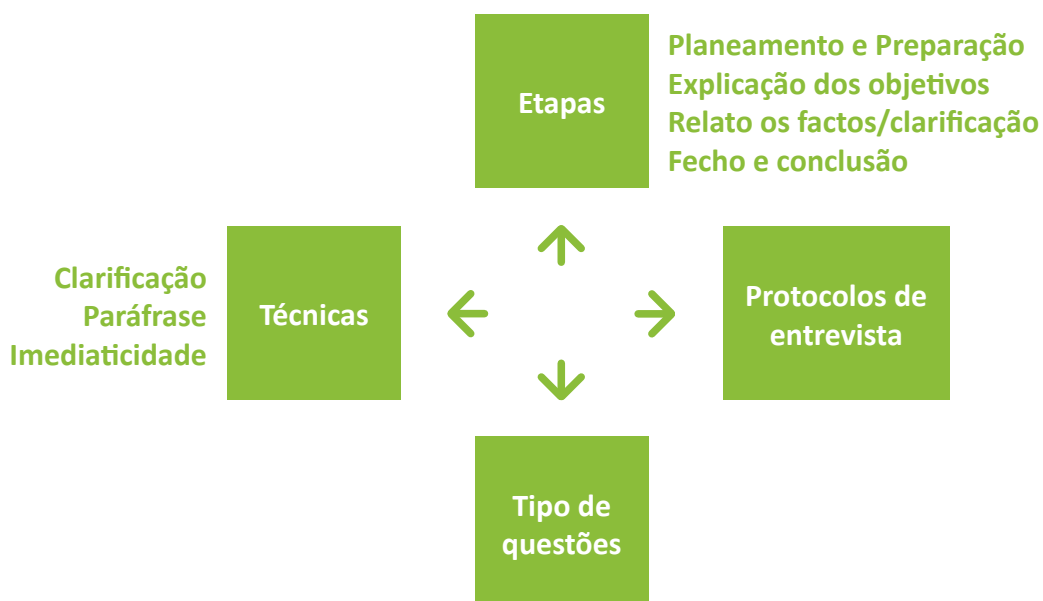 Etapas
Planeamento e Preparação
Explicação dos objetivos
Relato os factos/clarificação
Fecho e conclusão
Clarificação
Paráfrase
Imediaticidade
Técnicas
Protocolos de
entrevista
Tipo de
questões